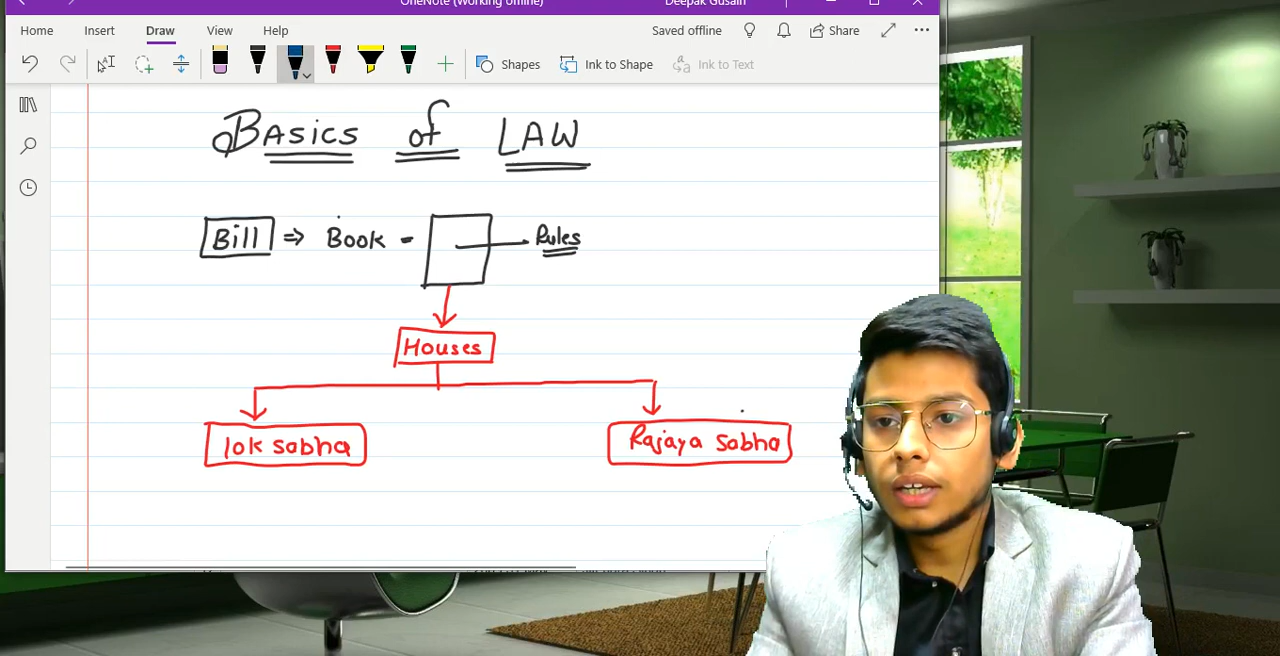 OneNote (Working offline)
Deepak Gusain
Home Insert Draw View Help
Saved offline
Share
Shapes
Ink to Shape
Ink to Text
BASICS of LAW
Bill ⇒ Book - Rules
Houses
lok sabha
Rajaya sabha